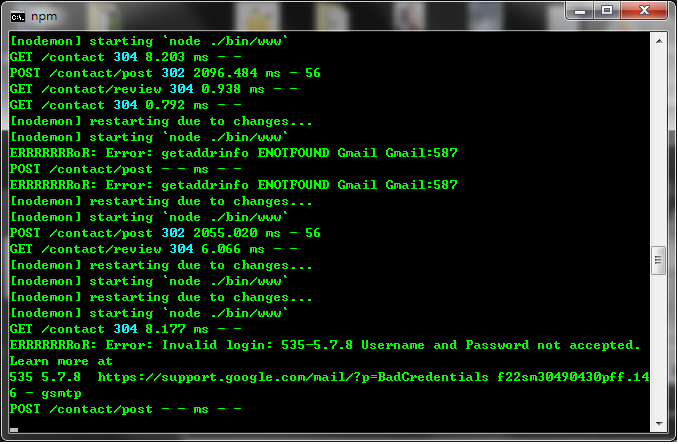 npm
[nodemon] starting `node ./bin/www`
GET /contact 304 8.203 ms - -
POST /contact/post 302 2096.484 ms - 56
GET /contact/review 304 0.938 ms - -
GET /contact 304 0.792 ms - -
[nodemon] restarting due to changes...
[nodemon] starting `node ./bin/www`
ERRRRRRRoR: Error: getaddrinfo ENOTFOUND Gmail Gmail:587
POST /contact/post - - ms - -
ERRRRRRRoR: Error: getaddrinfo ENOTFOUND Gmail Gmail:587
[nodemon] restarting due to changes...
[nodemon] starting `node ./bin/www`
POST /contact/post 302 2055.020 ms - 56
GET /contact/review 304 6.066 ms - -
[nodemon] restarting due to changes...
[nodemon] starting `node ./bin/www`
[nodemon] restarting due to changes...
[nodemon] starting `node ./bin/www`
GET /contact 304 8.177 ms - -
ERRRRRRRoR: Error: Invalid login: 535-5.7.8 Username and Password not accepted.
Learn more at
535 5.7.8  https://support.google.com/mail/?p=BadCredentials f22sm30490430pff.14
6 - gsmtp
POST /contact/post - - ms - -